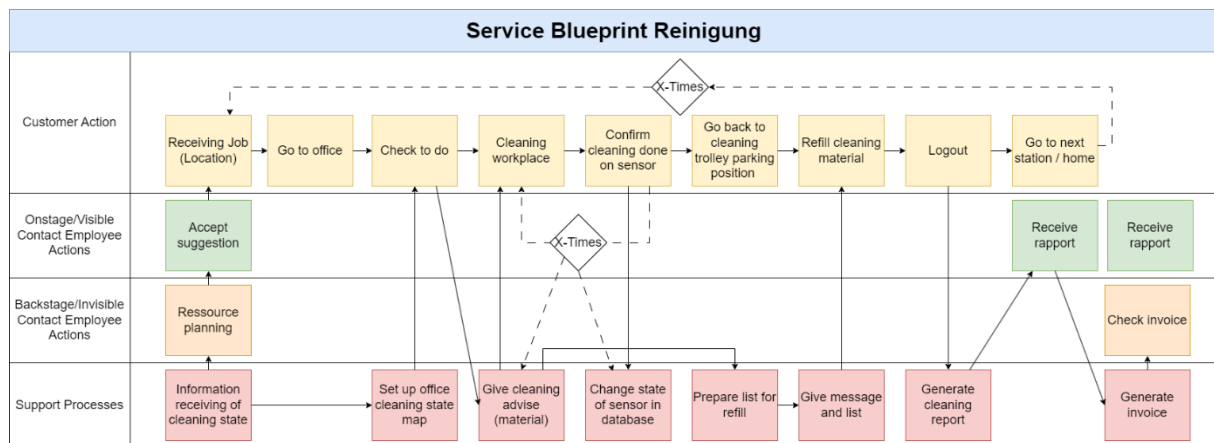 Service Blueprint Reinigung
Customer Action
X-Times
Receiving Job
(Location)
Go to office
Check to do
Cleaning
workplace
Confirm
cleaning done
on sensor
Go back to
cleaning
trolley parking
position
Refill cleaning
material
Logout
Go to next
station / home
Onstage/Visible
Contact Employee
Actions
Accept
suggestion
X-Times
Receive
rapport
Receive
rapport
Backstage/Invisible
Contact Employee
Actions
Ressource
planning
Check invoice
Support Processes
Information
receiving of
cleaning state
Set up office
cleaning state
map
Give cleaning
advise
(material)
Change state
of sensor in
database
Prepare list for
refill
Give message
and list
Generate
cleaning
report
Generate
invoice